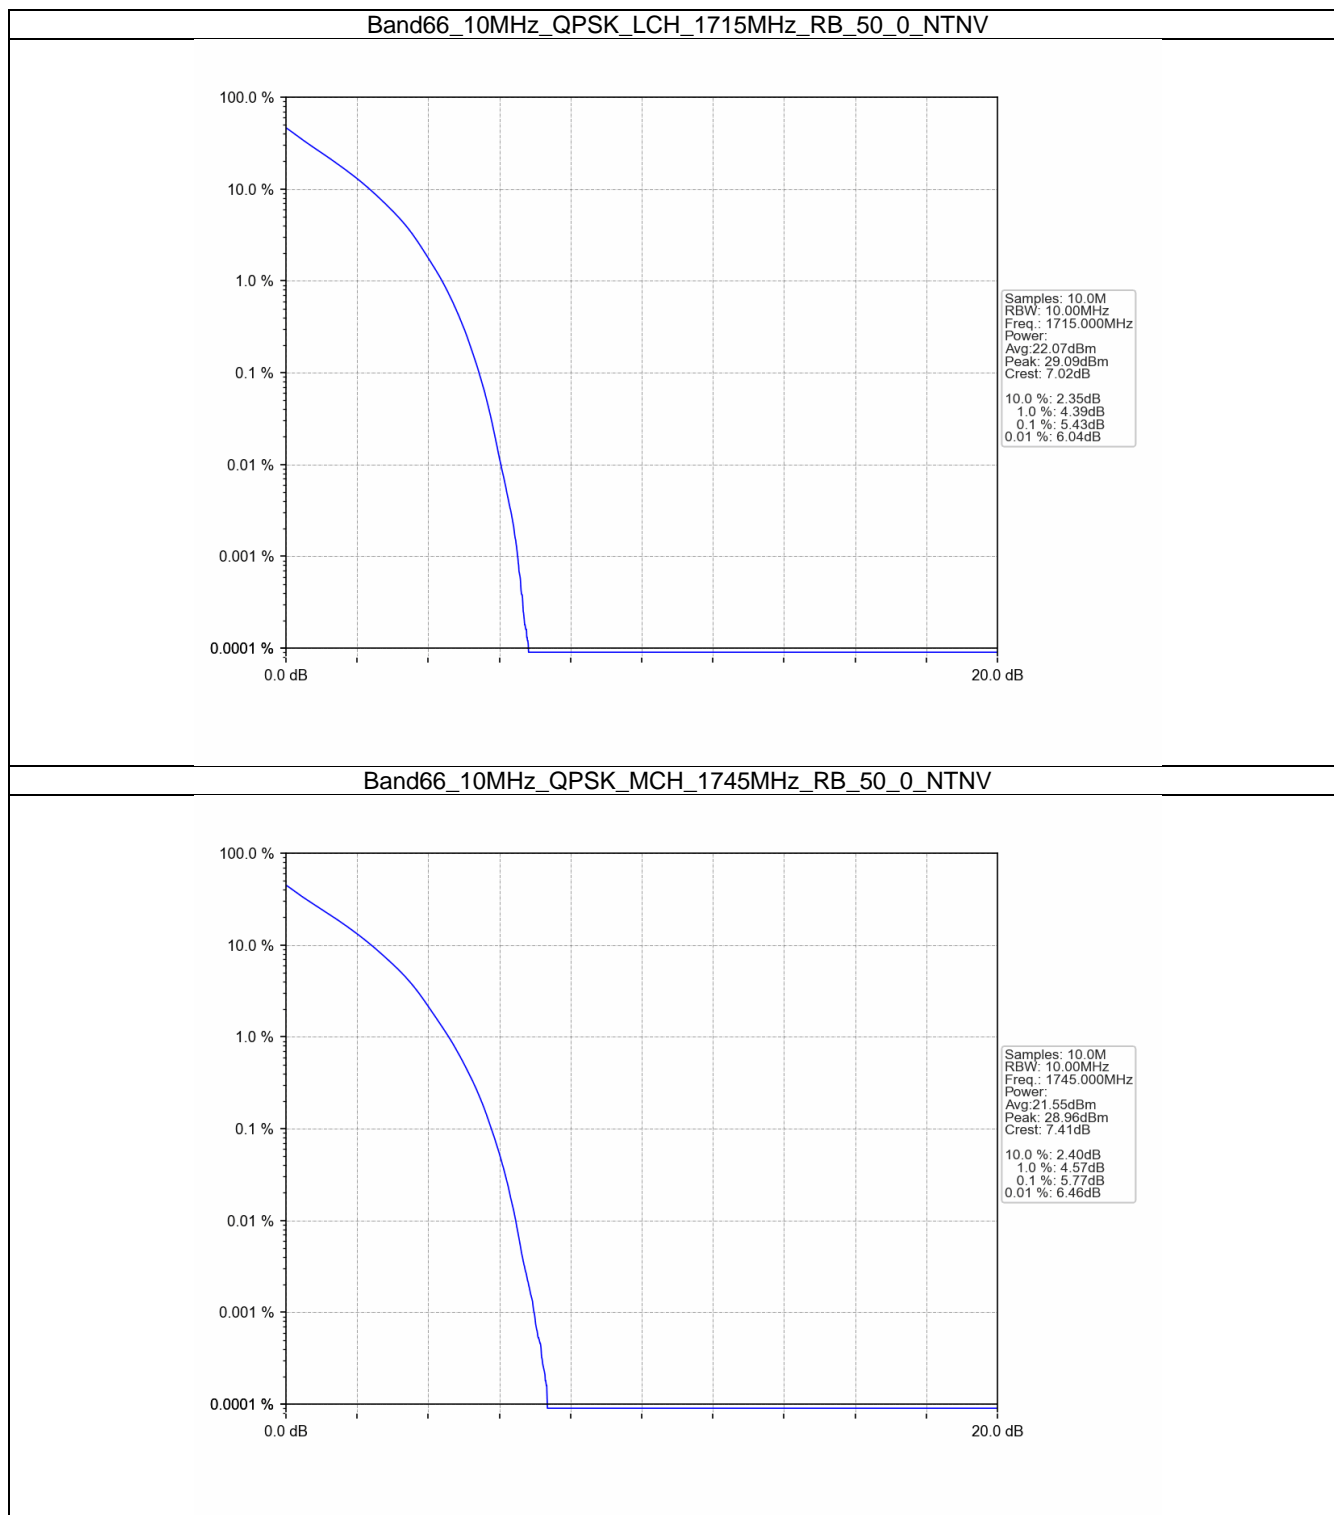 Band66_10MHz_QPSK_LCH_1715MHz_RB_50_0_NTNV
100.0 %
10.0 %
1.0 %
0.1 %
0.01 %
0.001 %
0.0001 %
0.0 dB
20.0 dB
Samples: 10.0M
RBW: 10.00MHz
Freq.: 1715.000MHz
Power:
Avg:22.07dBm
Peak: 29.09dBm
Crest: 7.02dB
10.0 %: 2.35dB
1.0 %: 4.39dB
0.1 %: 5.43dB
0.01 %: 6.04dB
Band66_10MHz_QPSK_MCH_1745MHz_RB_50_0_NTNV
100.0 %
10.0 %
1.0 %
0.1 %
0.01 %
0.001 %
0.0001 %
0.0 dB
20.0 dB
Samples: 10.0M
RBW: 10.00MHz
Freq.: 1745.000MHz
Power:
Avg:21.55dBm
Peak: 28.96dBm
Crest: 7.41dB
10.0 %: 2.40dB
1.0 %: 4.57dB
0.1 %: 5.77dB
0.01 %: 6.46dB